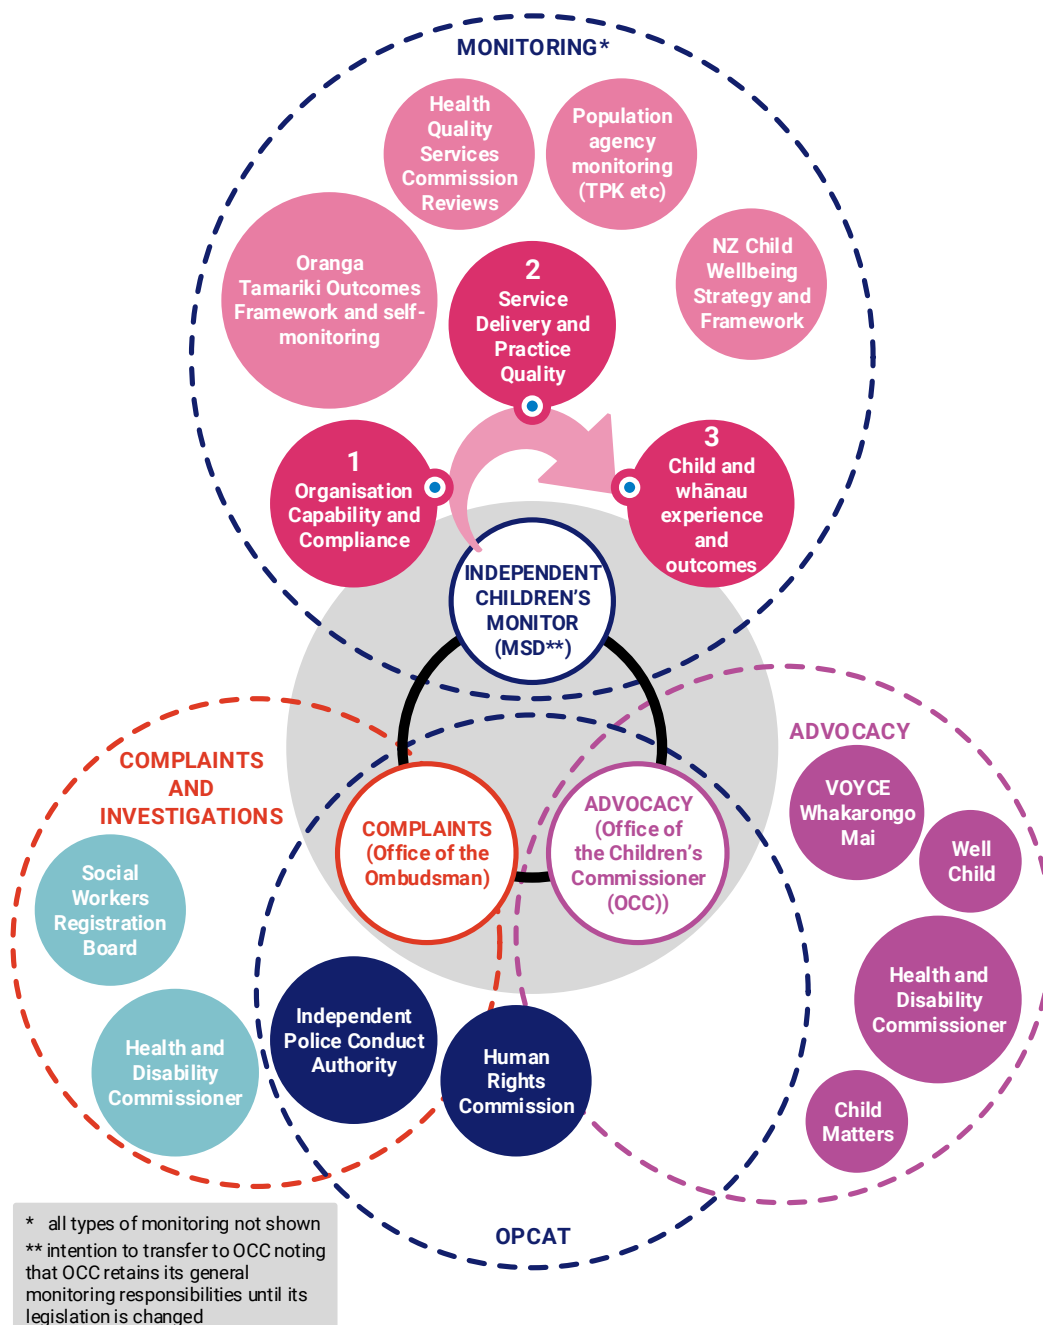 MONITORING*
Health
Quality
Services
Commission
Reviews
Population
agency
monitoring
(TPK etc)
Oranga
Tamariki Outcomes
Framework and self-
monitoring
2
Service
Delivery and
Practice
Quality
NZ Child
Wellbeing
Strategy and
Framework
1
Organisation
Capability and
Compliance
3
Child and
whānau
experience
and
outcomes
INDEPENDENT
CHILDREN’S
MONITOR
(MSD**)
COMPLAINTS
AND
INVESTIGATIONS
ADVOCACY
COMPLAINTS
(Office of the
Ombudsman)
ADVOCACY
(Office of
the Children’s
Commissioner
(OCC))
VOYCE
Whakarongo
Mai
Well
Child
Social
Workers
Registration
Board
Health and
Disability
Commissioner
Independent
Police Conduct
Authority
Human
Rights
Commission
Health and
Disability
Commissioner
Child
Matters
OPCAT
* all types of monitoring not shown
** intention to transfer to OCC noting
that OCC retains its general
monitoring responsibilities until its
legislation is changed